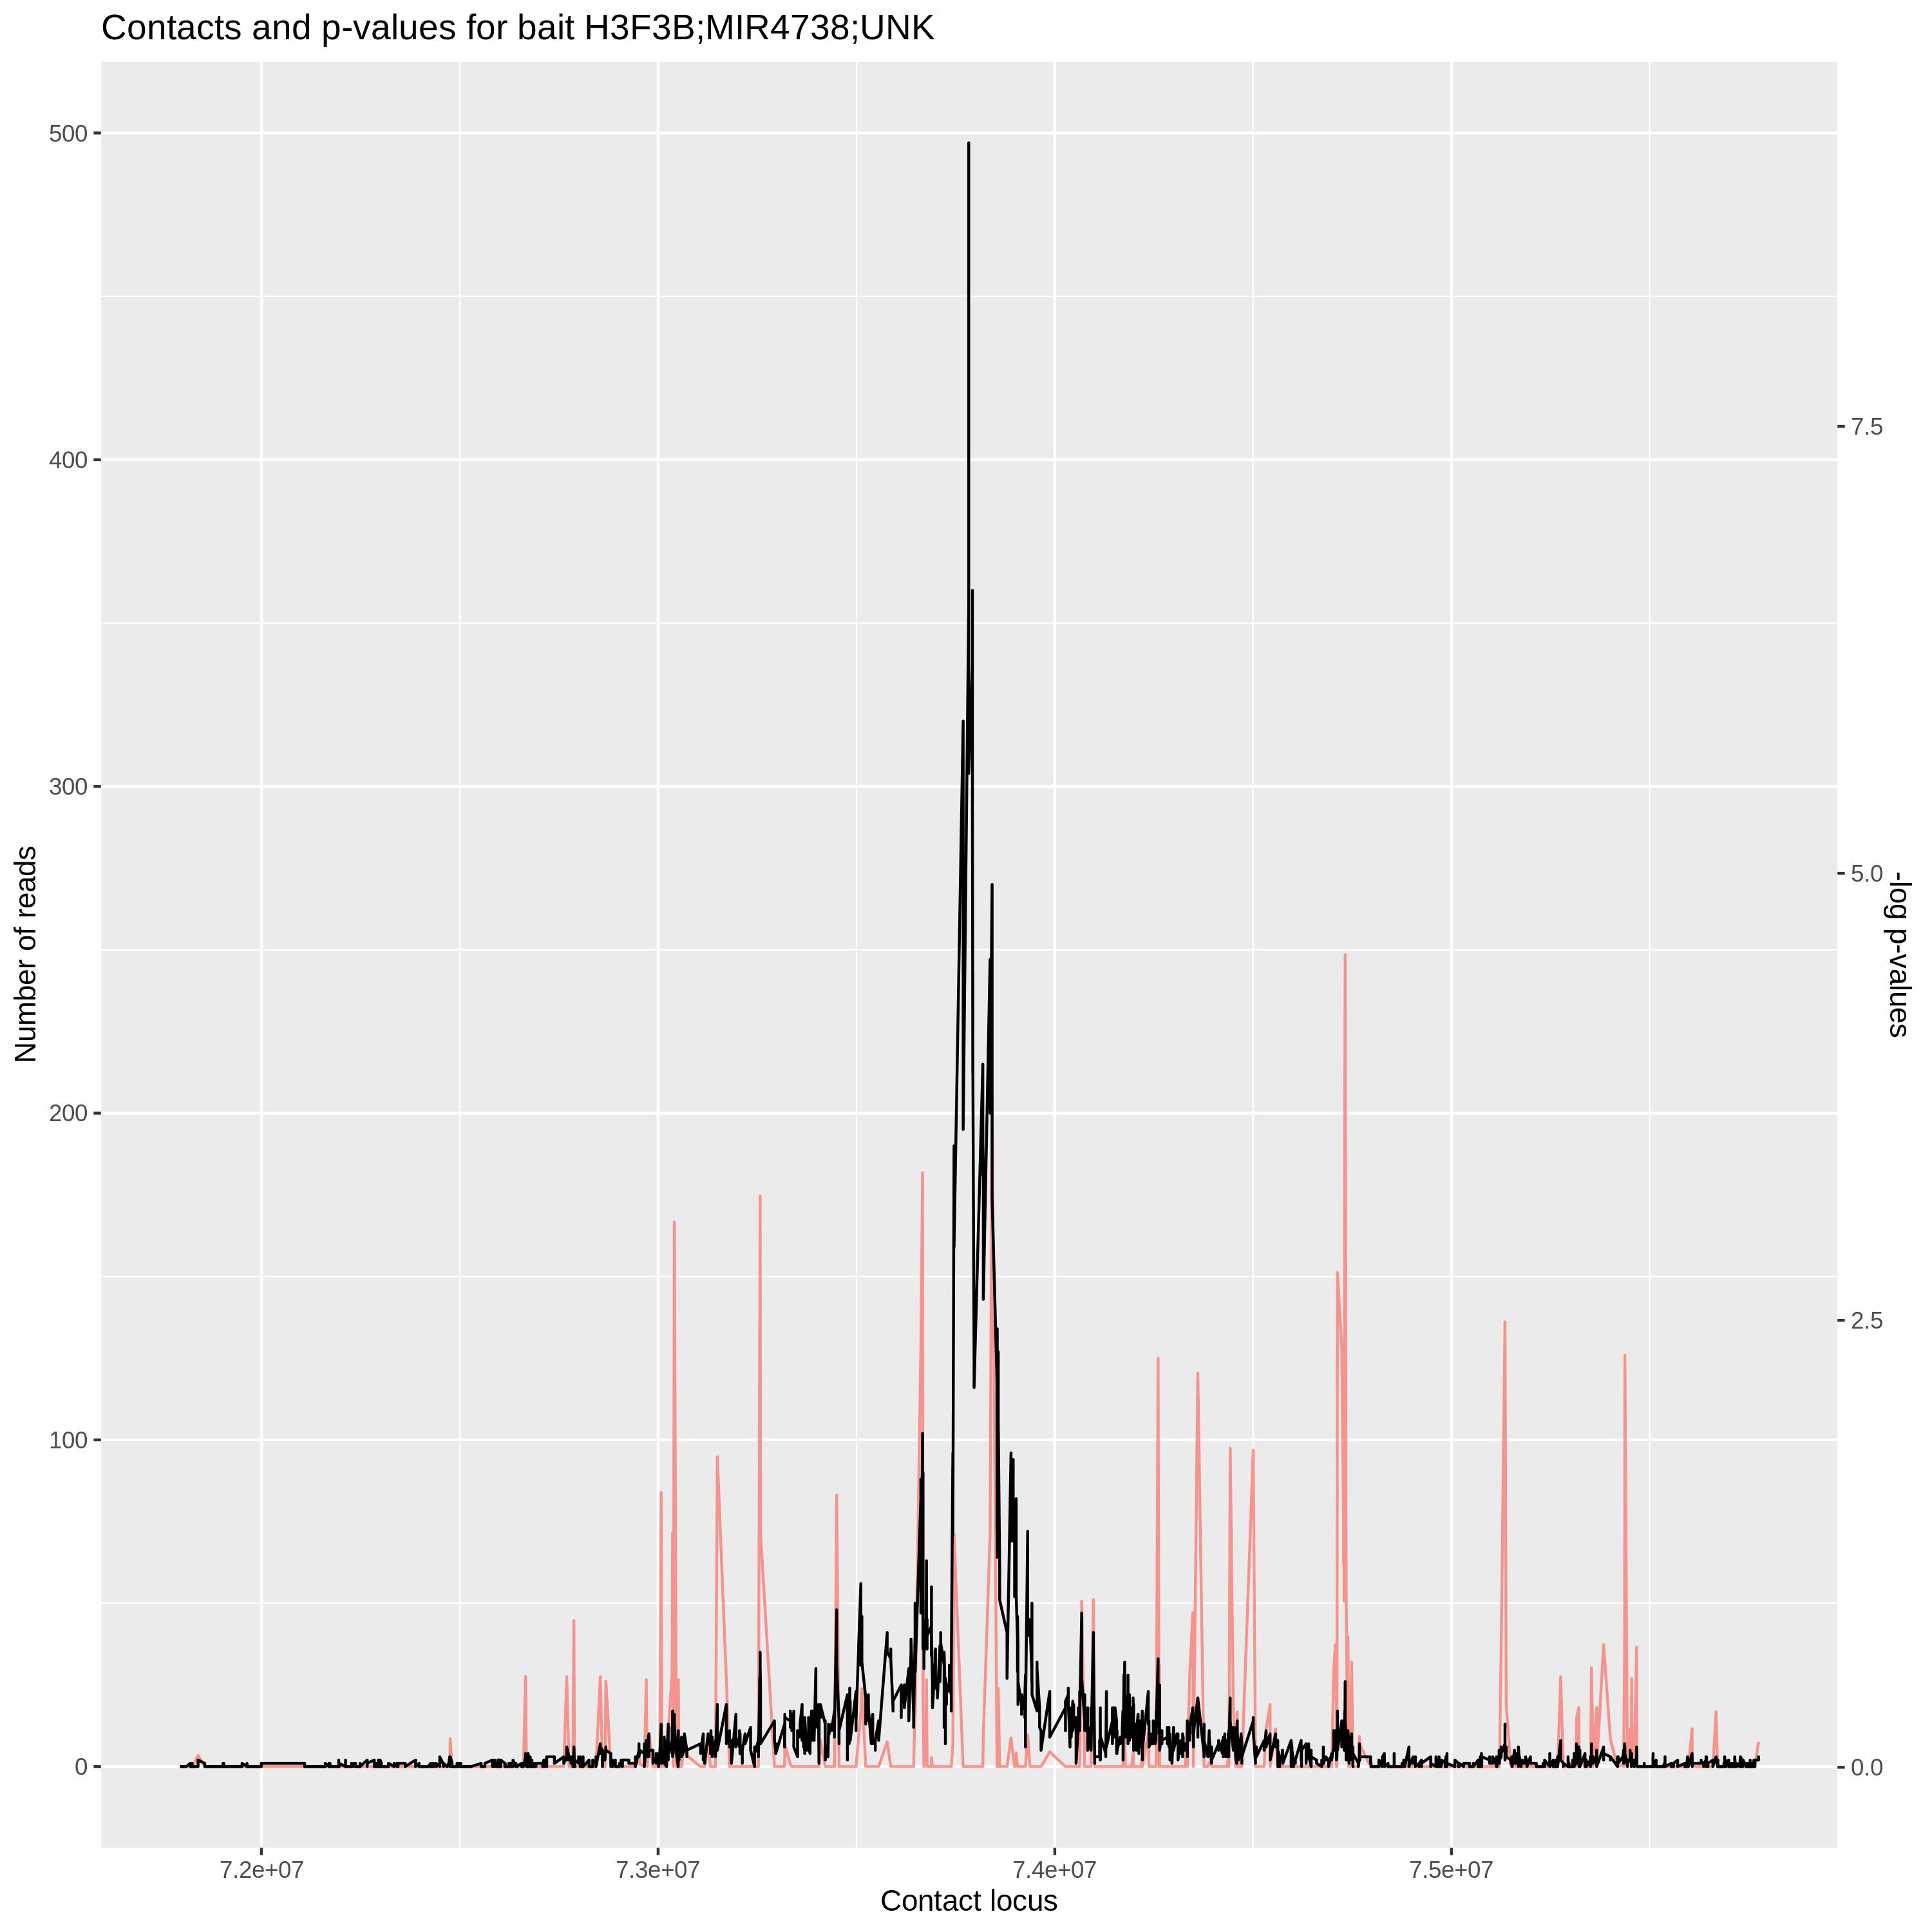 Contacts and p-values for bait H3F3B;MIR4738;UNK
500
400
300
200
100
0
Number of reads
7.5
5.0
2.5
0.0
-log p-values
7.2e+07
7.3e+07
7.4e+07
7.5e+07
Contact locus